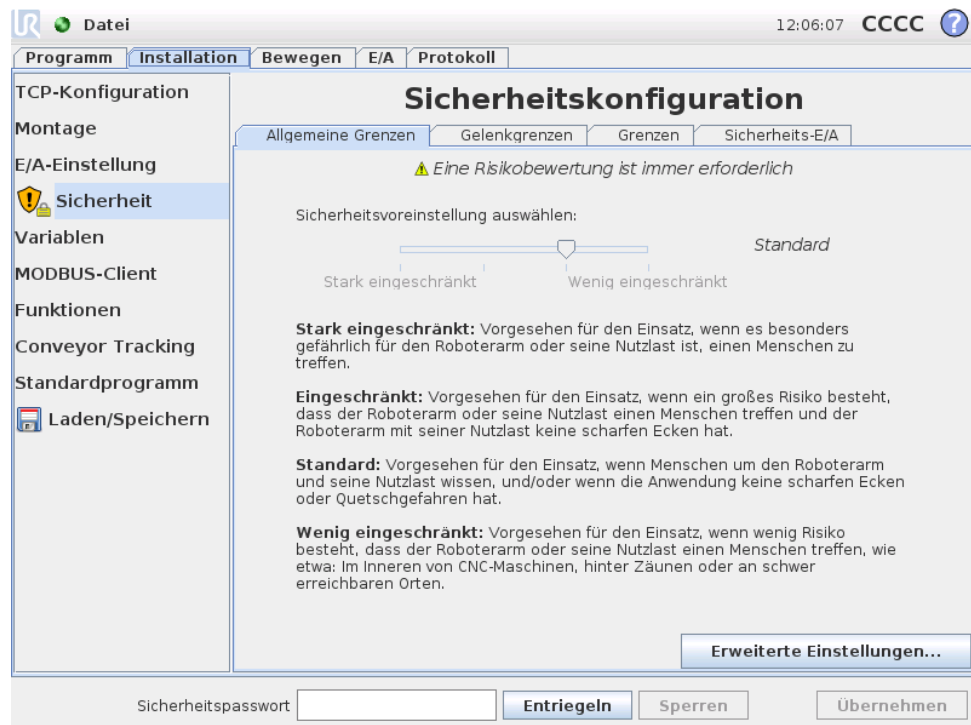 UR Datei 12:06:07 CCCC ?
Programm Installation Bewegen E/A Protokoll
TCP-Konfiguration
Montage
E/A-Einstellung
Sicherheit
Variablen
MODBUS-Client
Funktionen
Conveyor Tracking
Standardprogramm
Laden/Speichern
Sicherheitskonfiguration
Allgemeine Grenzen Gelenkgrenzen Grenzen Sicherheits-E/A
Eine Risikobewertung ist immer erforderlich
Sicherheitsvoreinstellung auswählen:
Standard
Stark eingeschränkt Wenig eingeschränkt
Stark eingeschränkt: Vorgesehen für den Einsatz, wenn es besonders
gefährlich für den Roboterarm oder seine Nutzlast ist, einen Menschen zu
treffen.
Eingeschränkt: Vorgesehen für den Einsatz, wenn ein großes Risiko besteht,
dass der Roboterarm oder seine Nutzlast einen Menschen treffen und der
Roboterarm mit seiner Nutzlast keine scharfen Ecken hat.
Standard: Vorgesehen für den Einsatz, wenn Menschen um den Roboterarm
und seine Nutzlast wissen, und/oder wenn die Anwendung keine scharfen Ecken
oder Quetschgefahren hat.
Wenig eingeschränkt: Vorgesehen für den Einsatz, wenn wenig Risiko
besteht, dass der Roboterarm oder seine Nutzlast einen Menschen treffen, wie
etwa: Im Inneren von CNC-Maschinen, hinter Zäunen oder an schwer
erreichbaren Orten.
Erweiterte Einstellungen...
Sicherheitspasswort Entriegeln Sperren Übernehmen